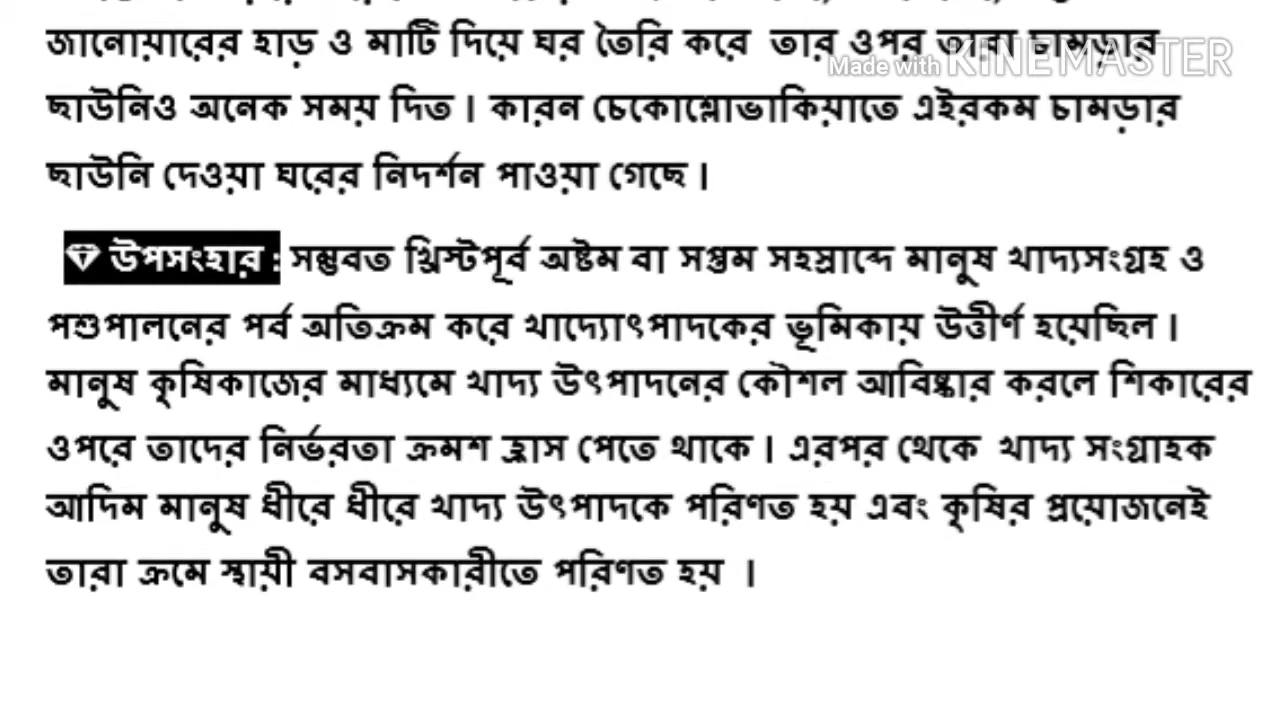 জানোয়ারের হাড় ও মাটি দিয়ে ঘর তৈরি করে তার ওপর তারা চামড়ার
Made with KINEMASTER
ছাউনিও অনেক সময় দিত । কারন চেকোশ্লোভাকিয়াতে এইরকম চামড়ার
ছাউনি দেওয়া ঘরের নিদর্শন পাওয়া গেছে ।
উপসংহার : সম্ভবত খ্রিস্টপূর্ব অষ্টম বা সপ্তম সহস্রাব্দে মানুষ খাদ্যসংগ্রহ ও
পশুপালনের পর্ব অতিক্রম করে খাদ্যোৎপাদকের ভূমিকায় উত্তীর্ণ হয়েছিল ।
মানুষ কৃষিকাজের মাধ্যমে খাদ্য উৎপাদনের কৌশল আবিষ্কার করলে শিকারের
ওপরে তাদের নির্ভরতা ক্রমশ হ্রাস পেতে থাকে । এরপর থেকে খাদ্য সংগ্রাহক
আদিম মানুষ ধীরে ধীরে খাদ্য উৎপাদকে পরিণত হয় এবং কৃষির প্রয়োজনেই
তারা ক্রমে স্থায়ী বসবাসকারীতে পরিণত হয় ।